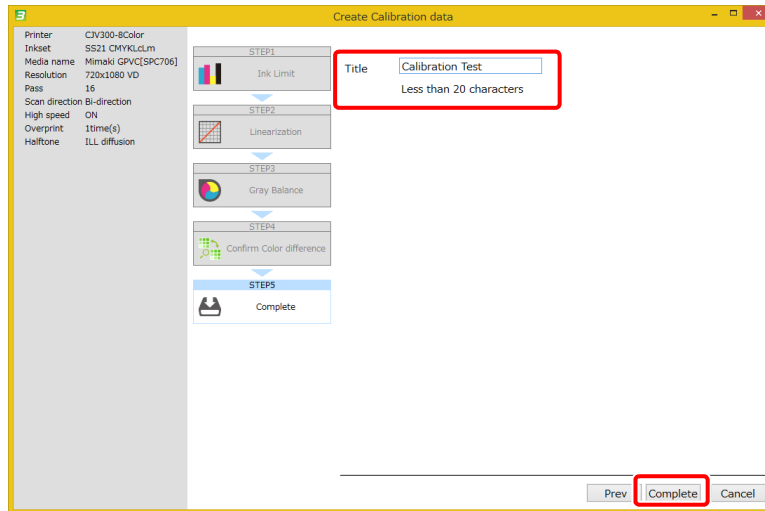 Create Calibration data
Printer CJV300-8Color
Inkset SS21 CMYKLcLm
Media name Mimaki GPVC[SPC706]
Resolution 720x1080 VD
Pass 16
Scan direction Bi-direction
High speed ON
Overprint 1time(s)
Halftone ILL diffusion
STEP1
Ink Limit
STEP2
Linearization
STEP3
Gray Balance
STEP4
Confirm Color difference
STEP5
Complete
Title Calibration Test
Less than 20 characters
Prev Complete Cancel